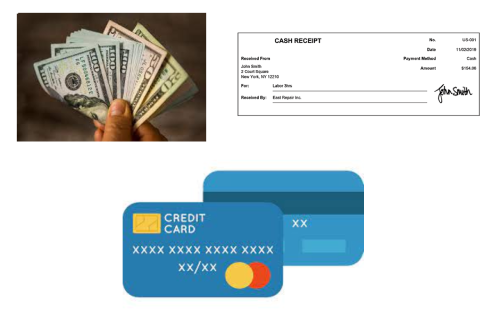 CASH RECEIPT
No. US-001
Date 11/02/2019
Received From Payment Method Cash
John Smith Amount $154.06
2 Court Square
New York, NY 12210
For: Labor 5hrs
Received By: East Repair Inc.
John Smith
CREDIT
CARD
XX
XXXX XXXX XXXX XXXX
XX/XX